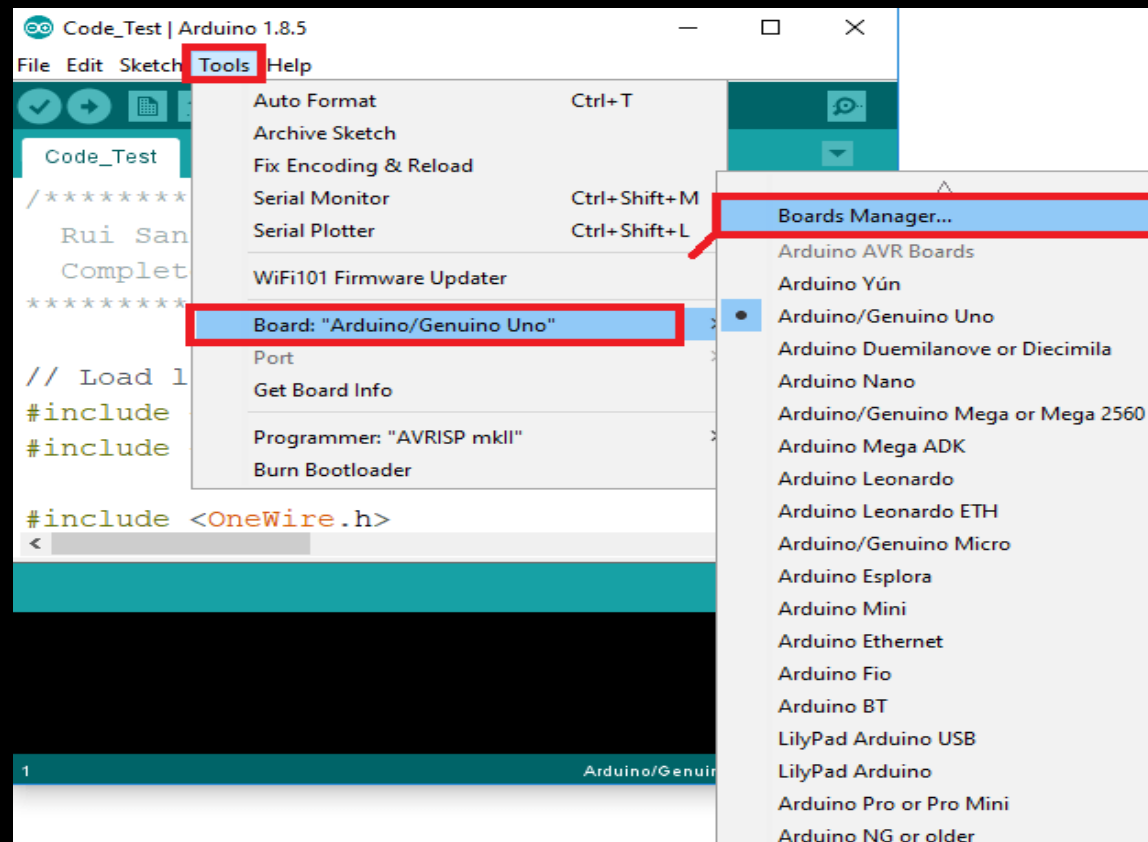 Code_Test | Arduino 1.8.5
File Edit Sketch Tools Help
Auto Format Ctrl+T
Archive Sketch
Fix Encoding & Reload
Serial Monitor Ctrl+Shift+M
Serial Plotter Ctrl+Shift+L
WiFi101 Firmware Updater
Board: "Arduino/Genuino Uno"
Port
Get Board Info
Programmer: "AVRISP mkII"
Burn Bootloader
Code_Test
/*********
Rui San
Complet
*********
// Load l
#include
#include
#include <OneWire.h>
1 Arduino/Genuin
Boards Manager...
Arduino AVR Boards
Arduino Yún
Arduino/Genuino Uno
Arduino Duemilanove or Diecimila
Arduino Nano
Arduino/Genuino Mega or Mega 2560
Arduino Mega ADK
Arduino Leonardo
Arduino Leonardo ETH
Arduino/Genuino Micro
Arduino Esplora
Arduino Mini
Arduino Ethernet
Arduino Fio
Arduino BT
LilyPad Arduino USB
LilyPad Arduino
Arduino Pro or Pro Mini
Arduino NG or older